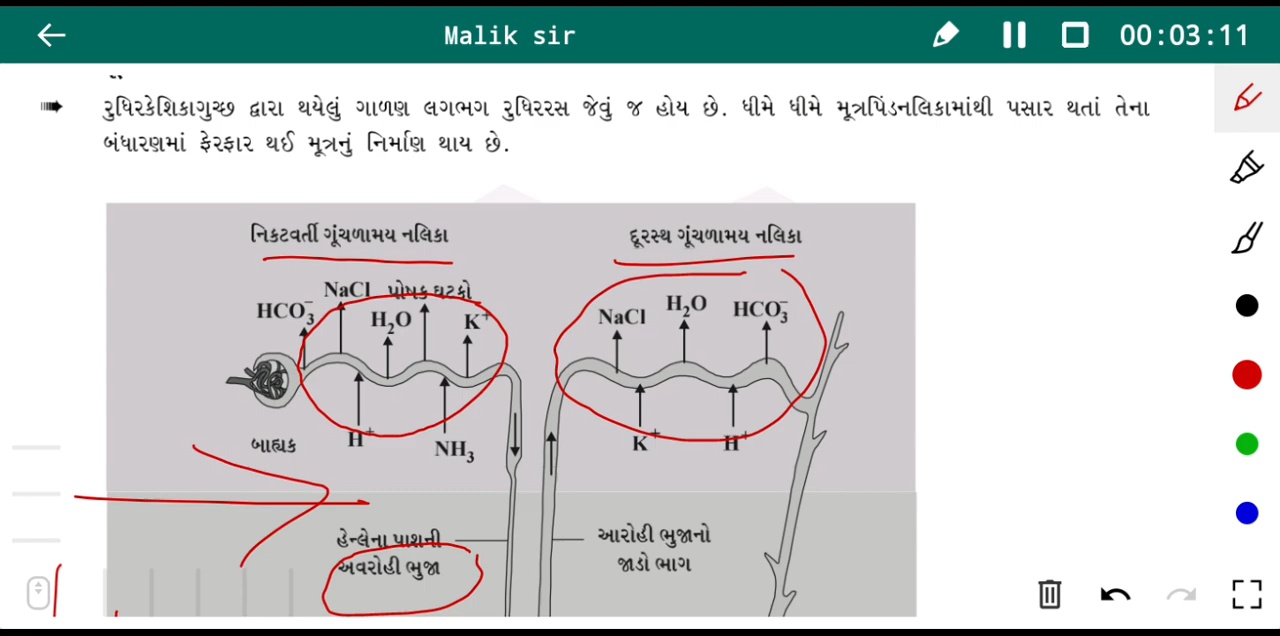 Malik sir
00:03:11
રુધિરકેશિકાગુચ્છ દ્વારા થયેલું ગાળણ લગભગ રુધિરરસ જેવું જ હોય છે. ધીમે ધીમે મૂત્રપિંડનલિકામાંથી પસાર થતાં તેના
બંધારણમાં ફેરફાર થઈ મૂત્રનું નિર્માણ થાય છે.
નિકટવર્તી ગૂંચળામય નલિકા
દૂરસ્થ ગૂંચળામય નલિકા
HCO₃⁻ NaCl પોષક ઘટકો
H₂O K⁺
NaCl H₂O HCO₃⁻
બાહ્યક H⁺ NH₃
K⁺ H⁺
હેન્લેના પાશની
અવરોહી ભુજા
આરોહી ભુજાનો
જાડો ભાગ